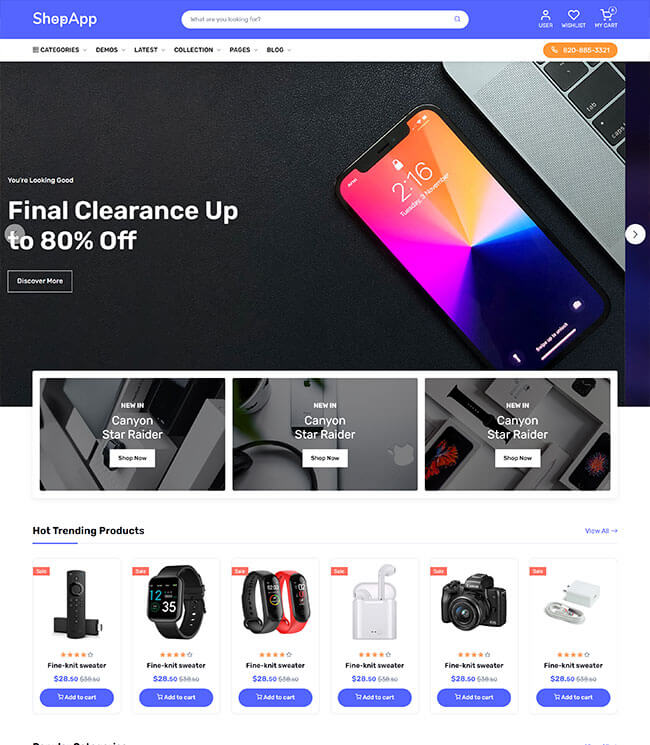 ShopApp
What are you looking for?
USER
WISHLIST
0
MY CART
CATEGORIES
DEMOS
LATEST
COLLECTION
PAGES
BLOG
820-885-3321
You're Looking Good
Final Clearance Up
to 80% Off
Discover More
2:16
Tuesday, 3 November
Swipe up to unlock
NEW IN
Canyon
Star Raider
Shop Now
NEW IN
Canyon
Star Raider
Shop Now
NEW IN
Canyon
Star Raider
Shop Now
Hot Trending Products
View All
Sale
Fine-knit sweater
$28.50 $38.50
Add to cart
Sale
Fine-knit sweater
$28.50 $38.50
Add to cart
Sale
Fine-knit sweater
$28.50 $38.50
Add to cart
Sale
Fine-knit sweater
$28.50 $38.50
Add to cart
Sale
Fine-knit sweater
$28.50 $38.50
Add to cart
Sale
Fine-knit sweater
$28.50 $38.50
Add to cart